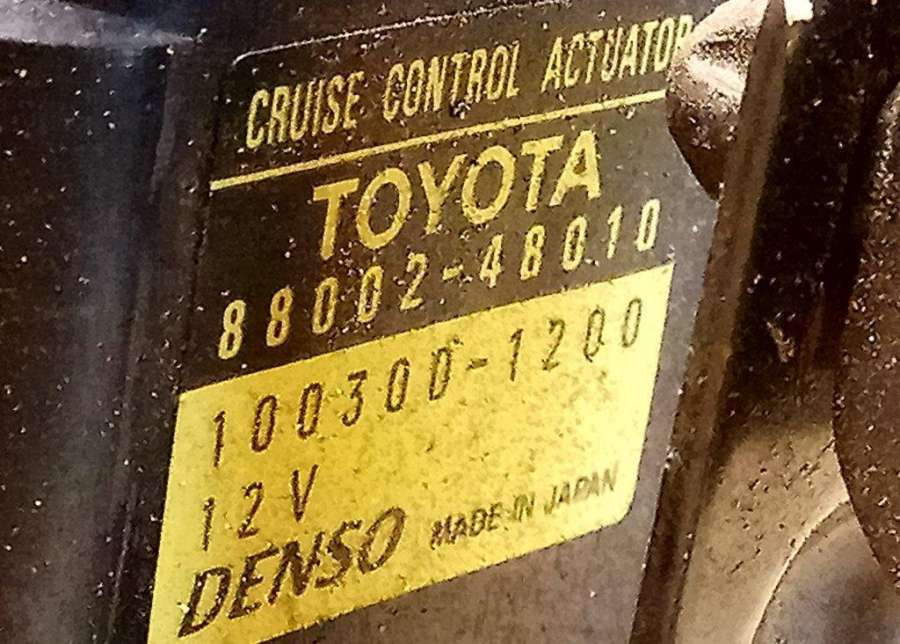 CRUISE CONTROL ACTUATOR
TOYOTA
88002-48010
100300-1200
12V
DENSO MADE IN JAPAN